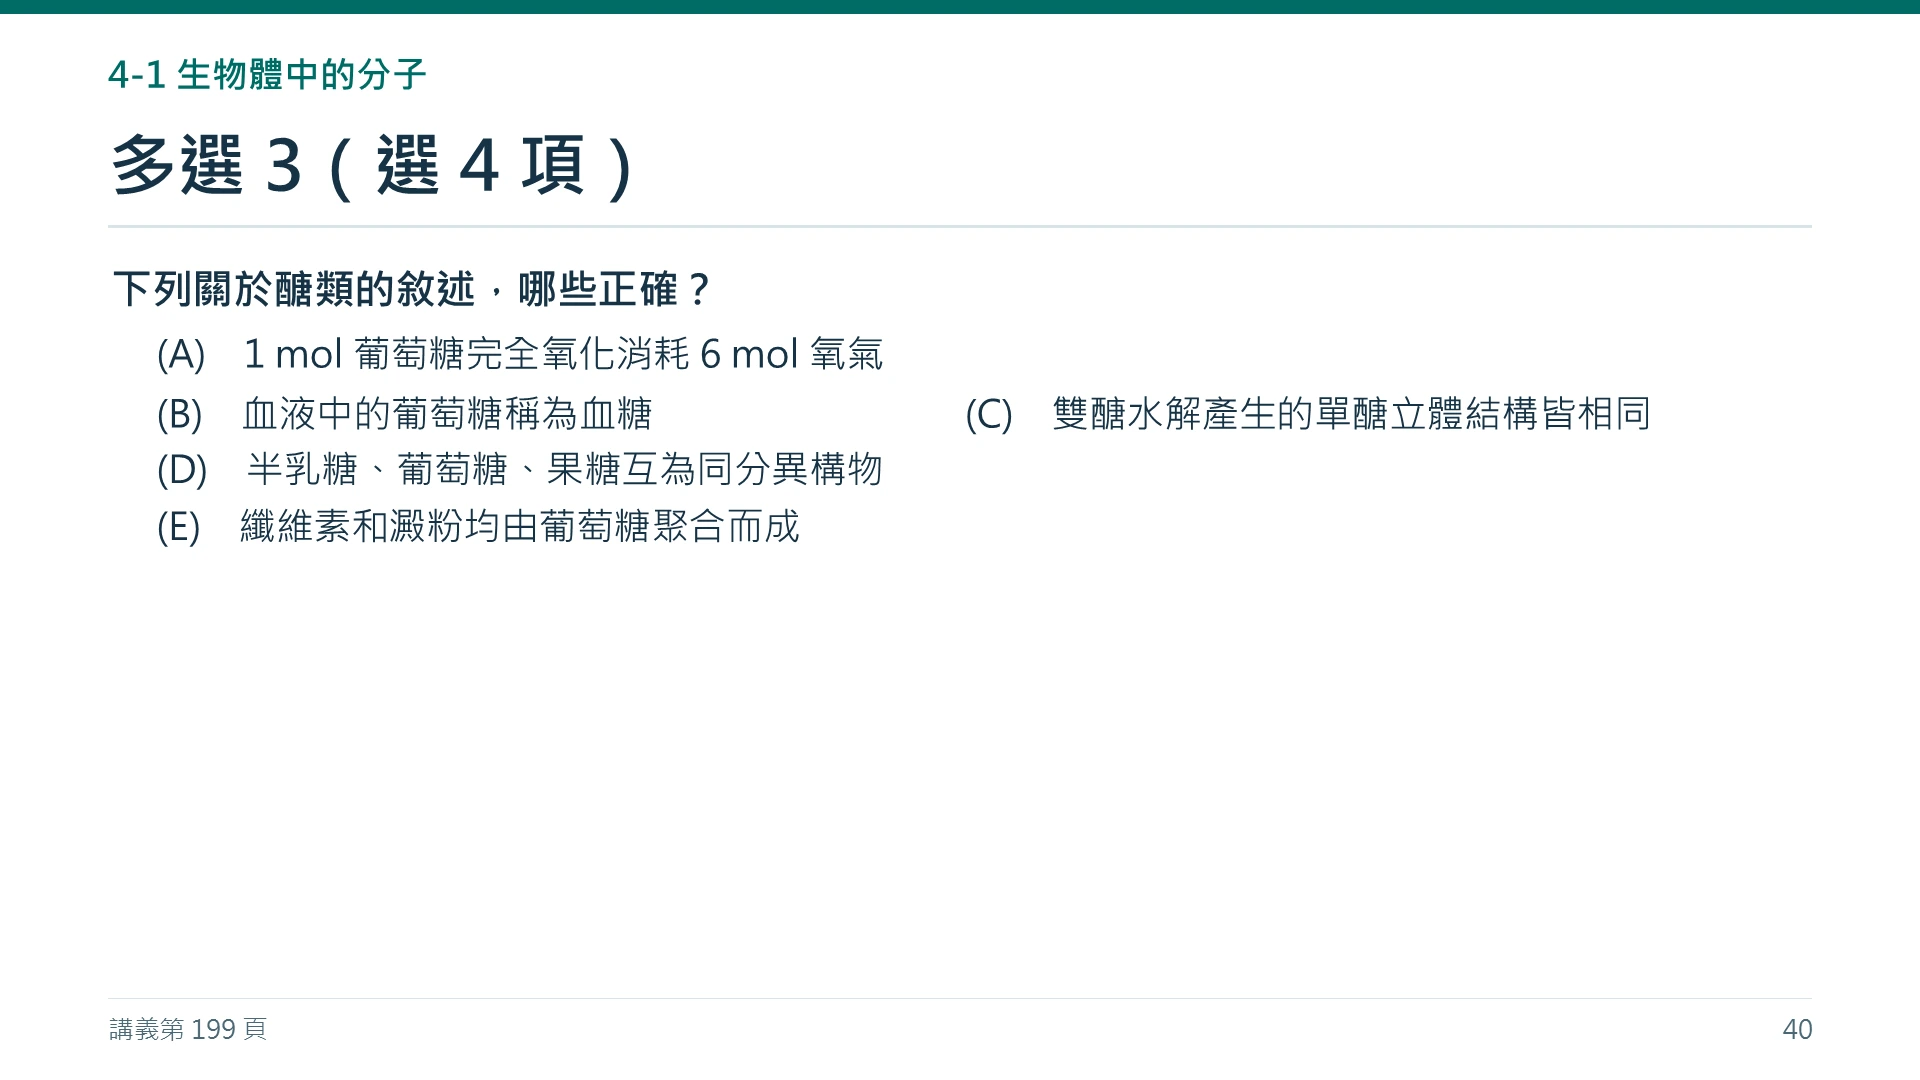 4-1 生物體中的分子
多選 3（選 4 項）
下列關於醣類的敘述，哪些正確？
(A) 1 mol 葡萄糖完全氧化消耗 6 mol 氧氣
(B) 血液中的葡萄糖稱為血糖 (C) 雙醣水解產生的單醣立體結構皆相同
(D) 半乳糖、葡萄糖、果糖互為同分異構物
(E) 纖維素和澱粉均由葡萄糖聚合而成
講義第 199 頁 40